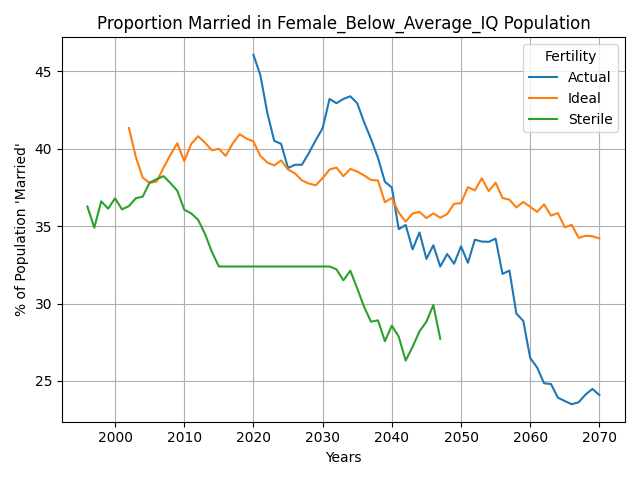 Proportion Married in Female_Below_Average_IQ Population
% of Population 'Married'
45
40
35
30
25
Fertility
Actual
Ideal
Sterile
2000 2010 2020 2030 2040 2050 2060 2070
Years